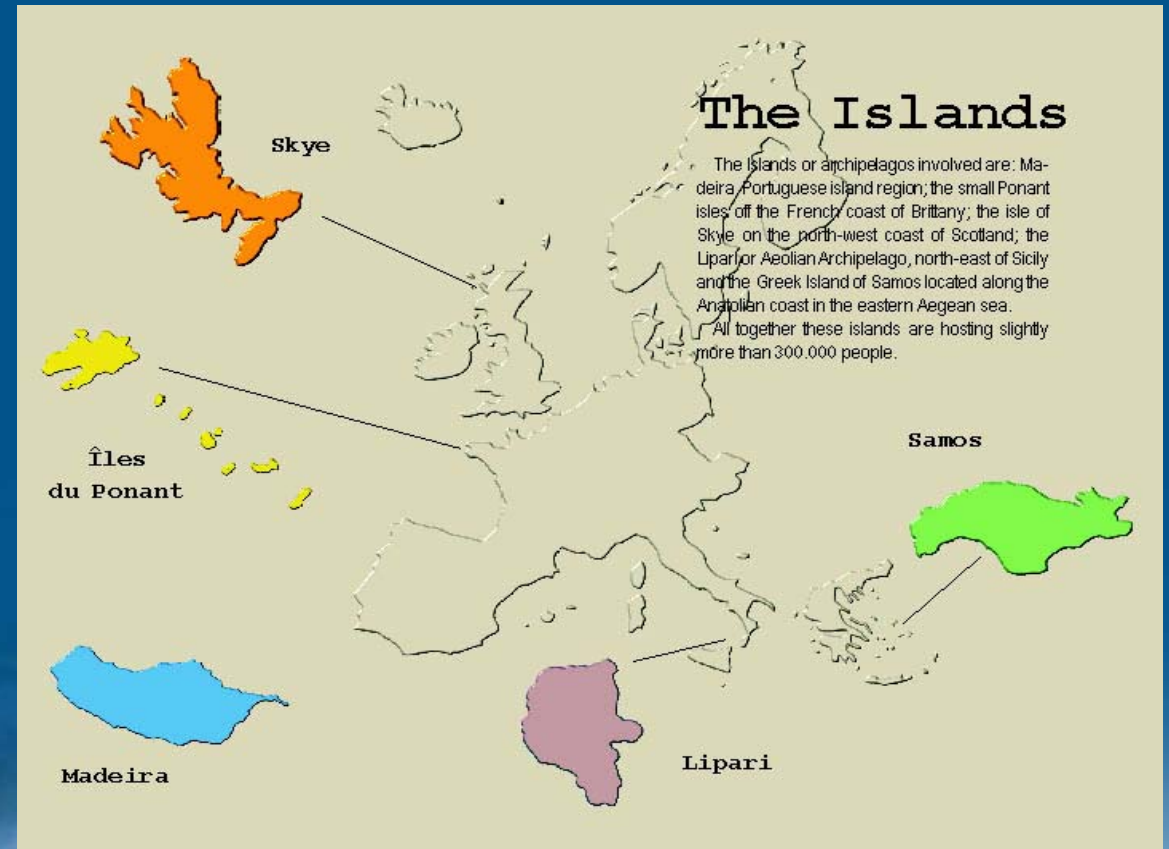 The Islands
The Islands or archipelagos involved are: Ma-
deira, Portuguese island region; the small Ponant
isles off the French coast of Brittany; the isle of
Skye on the north-west coast of Scotland; the
Lipari or Aeolian Archipelago, north-east of Sicily
and the Greek Island of Samos located along the
Anatolian coast in the eastern Aegean sea.
All together these islands are hosting slightly
more than 300.000 people.
Skye
Îles
du Ponant
Samos
Madeira
Lipari